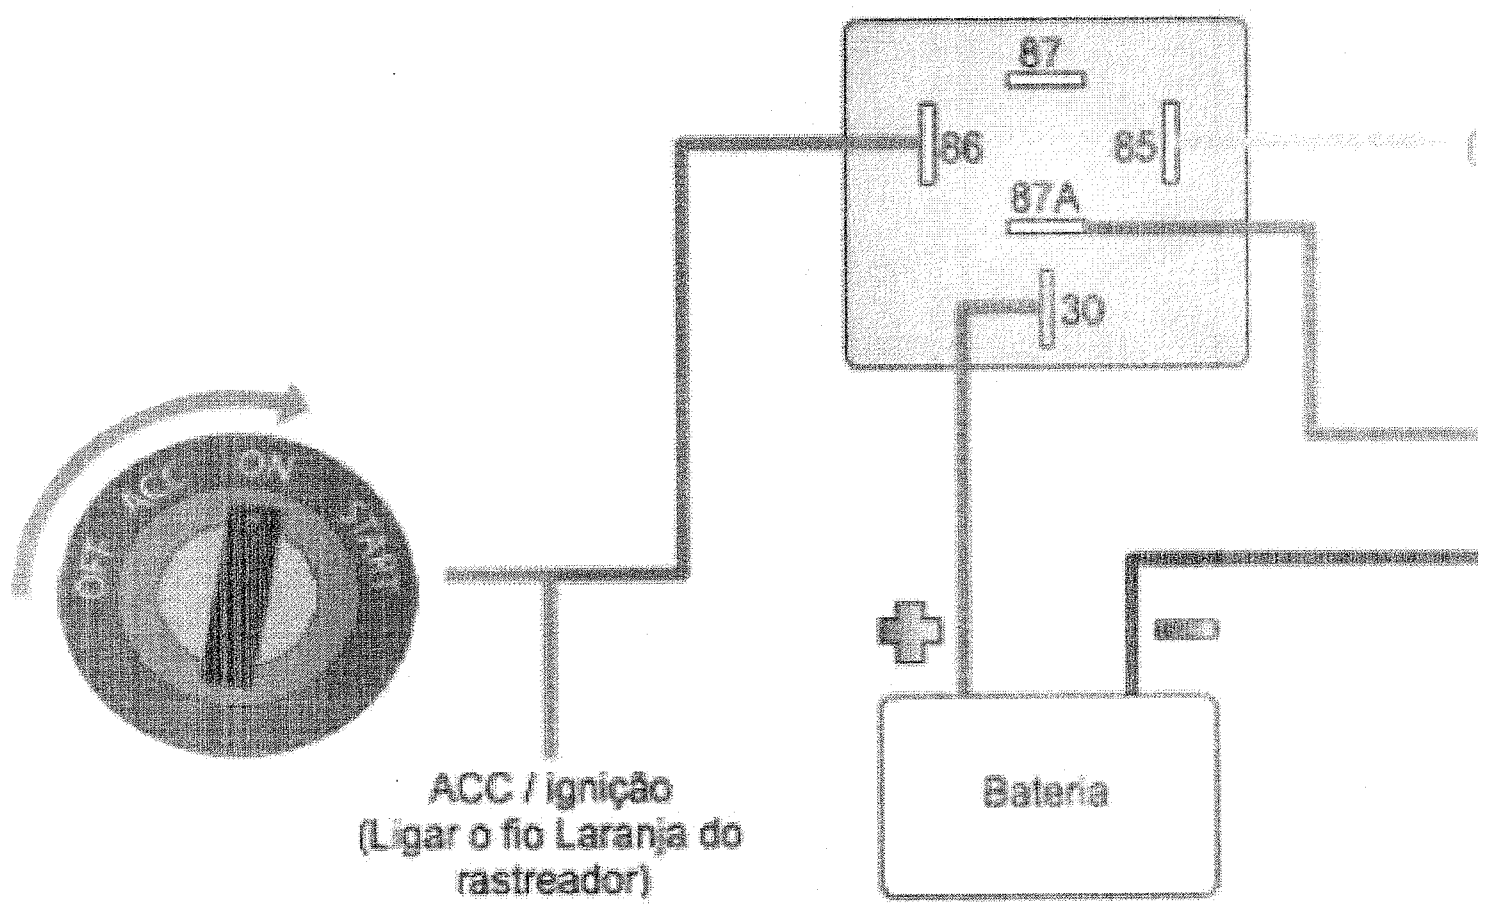 87
86
85
87A
30
OFF
ACC
ON
START
Bateria
ACC / ignição
(Ligar o fio Laranja do
rastreador)